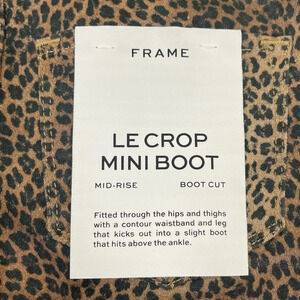 FRAME
LE CROP
MINI BOOT
MID-RISE BOOT CUT
Fitted through the hips and thighs
with a contour waistband and leg
that kicks out into a slight boot
that hits above the ankle.